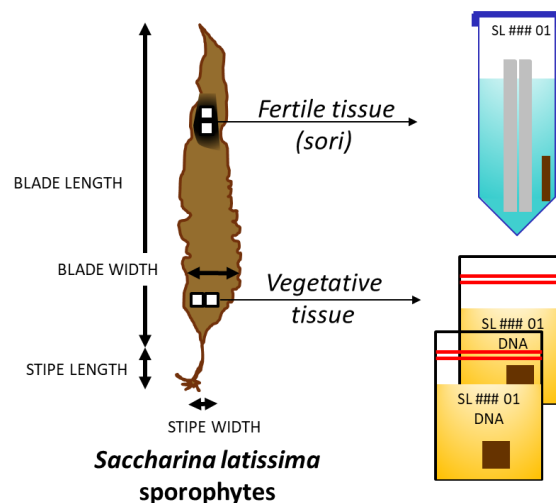 SL ### 01
Fertile tissue
(sori)
BLADE LENGTH
BLADE WIDTH
Vegetative
tissue
SL ### 01
DNA
STIPE LENGTH
SL ### 01
DNA
STIPE WIDTH
Saccharina latissima
sporophytes